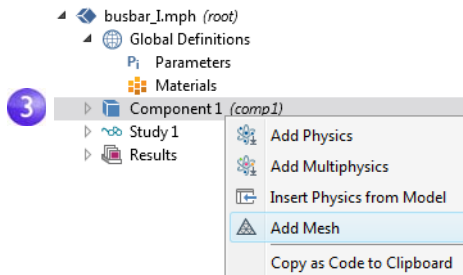 busbar_I.mph (root)
Global Definitions
Pi Parameters
Materials
3 Component 1 (comp1)
Study 1
Results
Add Physics
Add Multiphysics
Insert Physics from Model
Add Mesh
Copy as Code to Clipboard